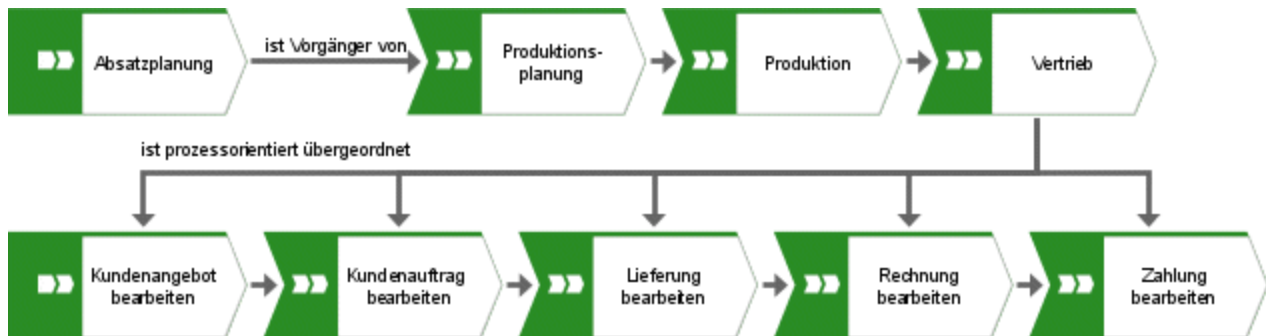 Absatzplanung
ist Vorgänger von
Produktions-
planung
Produktion
Vertrieb
ist prozessorientiert übergeordnet
Kundenangebot
bearbeiten
Kundenauftrag
bearbeiten
Lieferung
bearbeiten
Rechnung
bearbeiten
Zahlung
bearbeiten